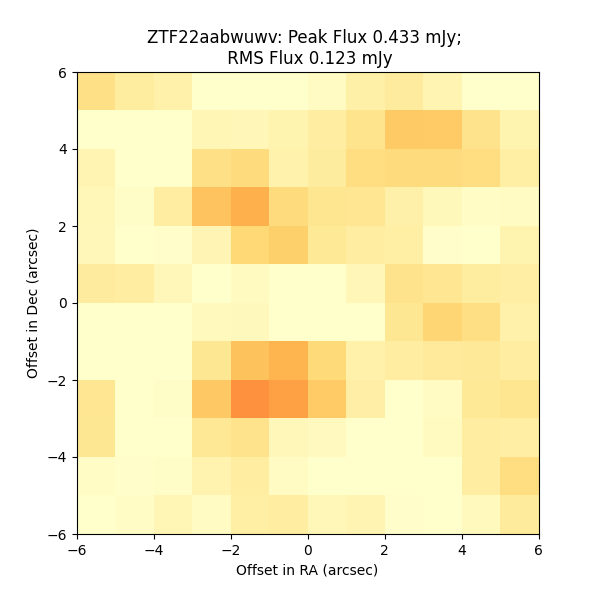 ZTF22aabwuwv: Peak Flux 0.433 mJy;
RMS Flux 0.123 mJy
6
4
2
0
−2
−4
−6
Offset in Dec (arcsec)
−6 −4 −2 0 2 4 6
Offset in RA (arcsec)